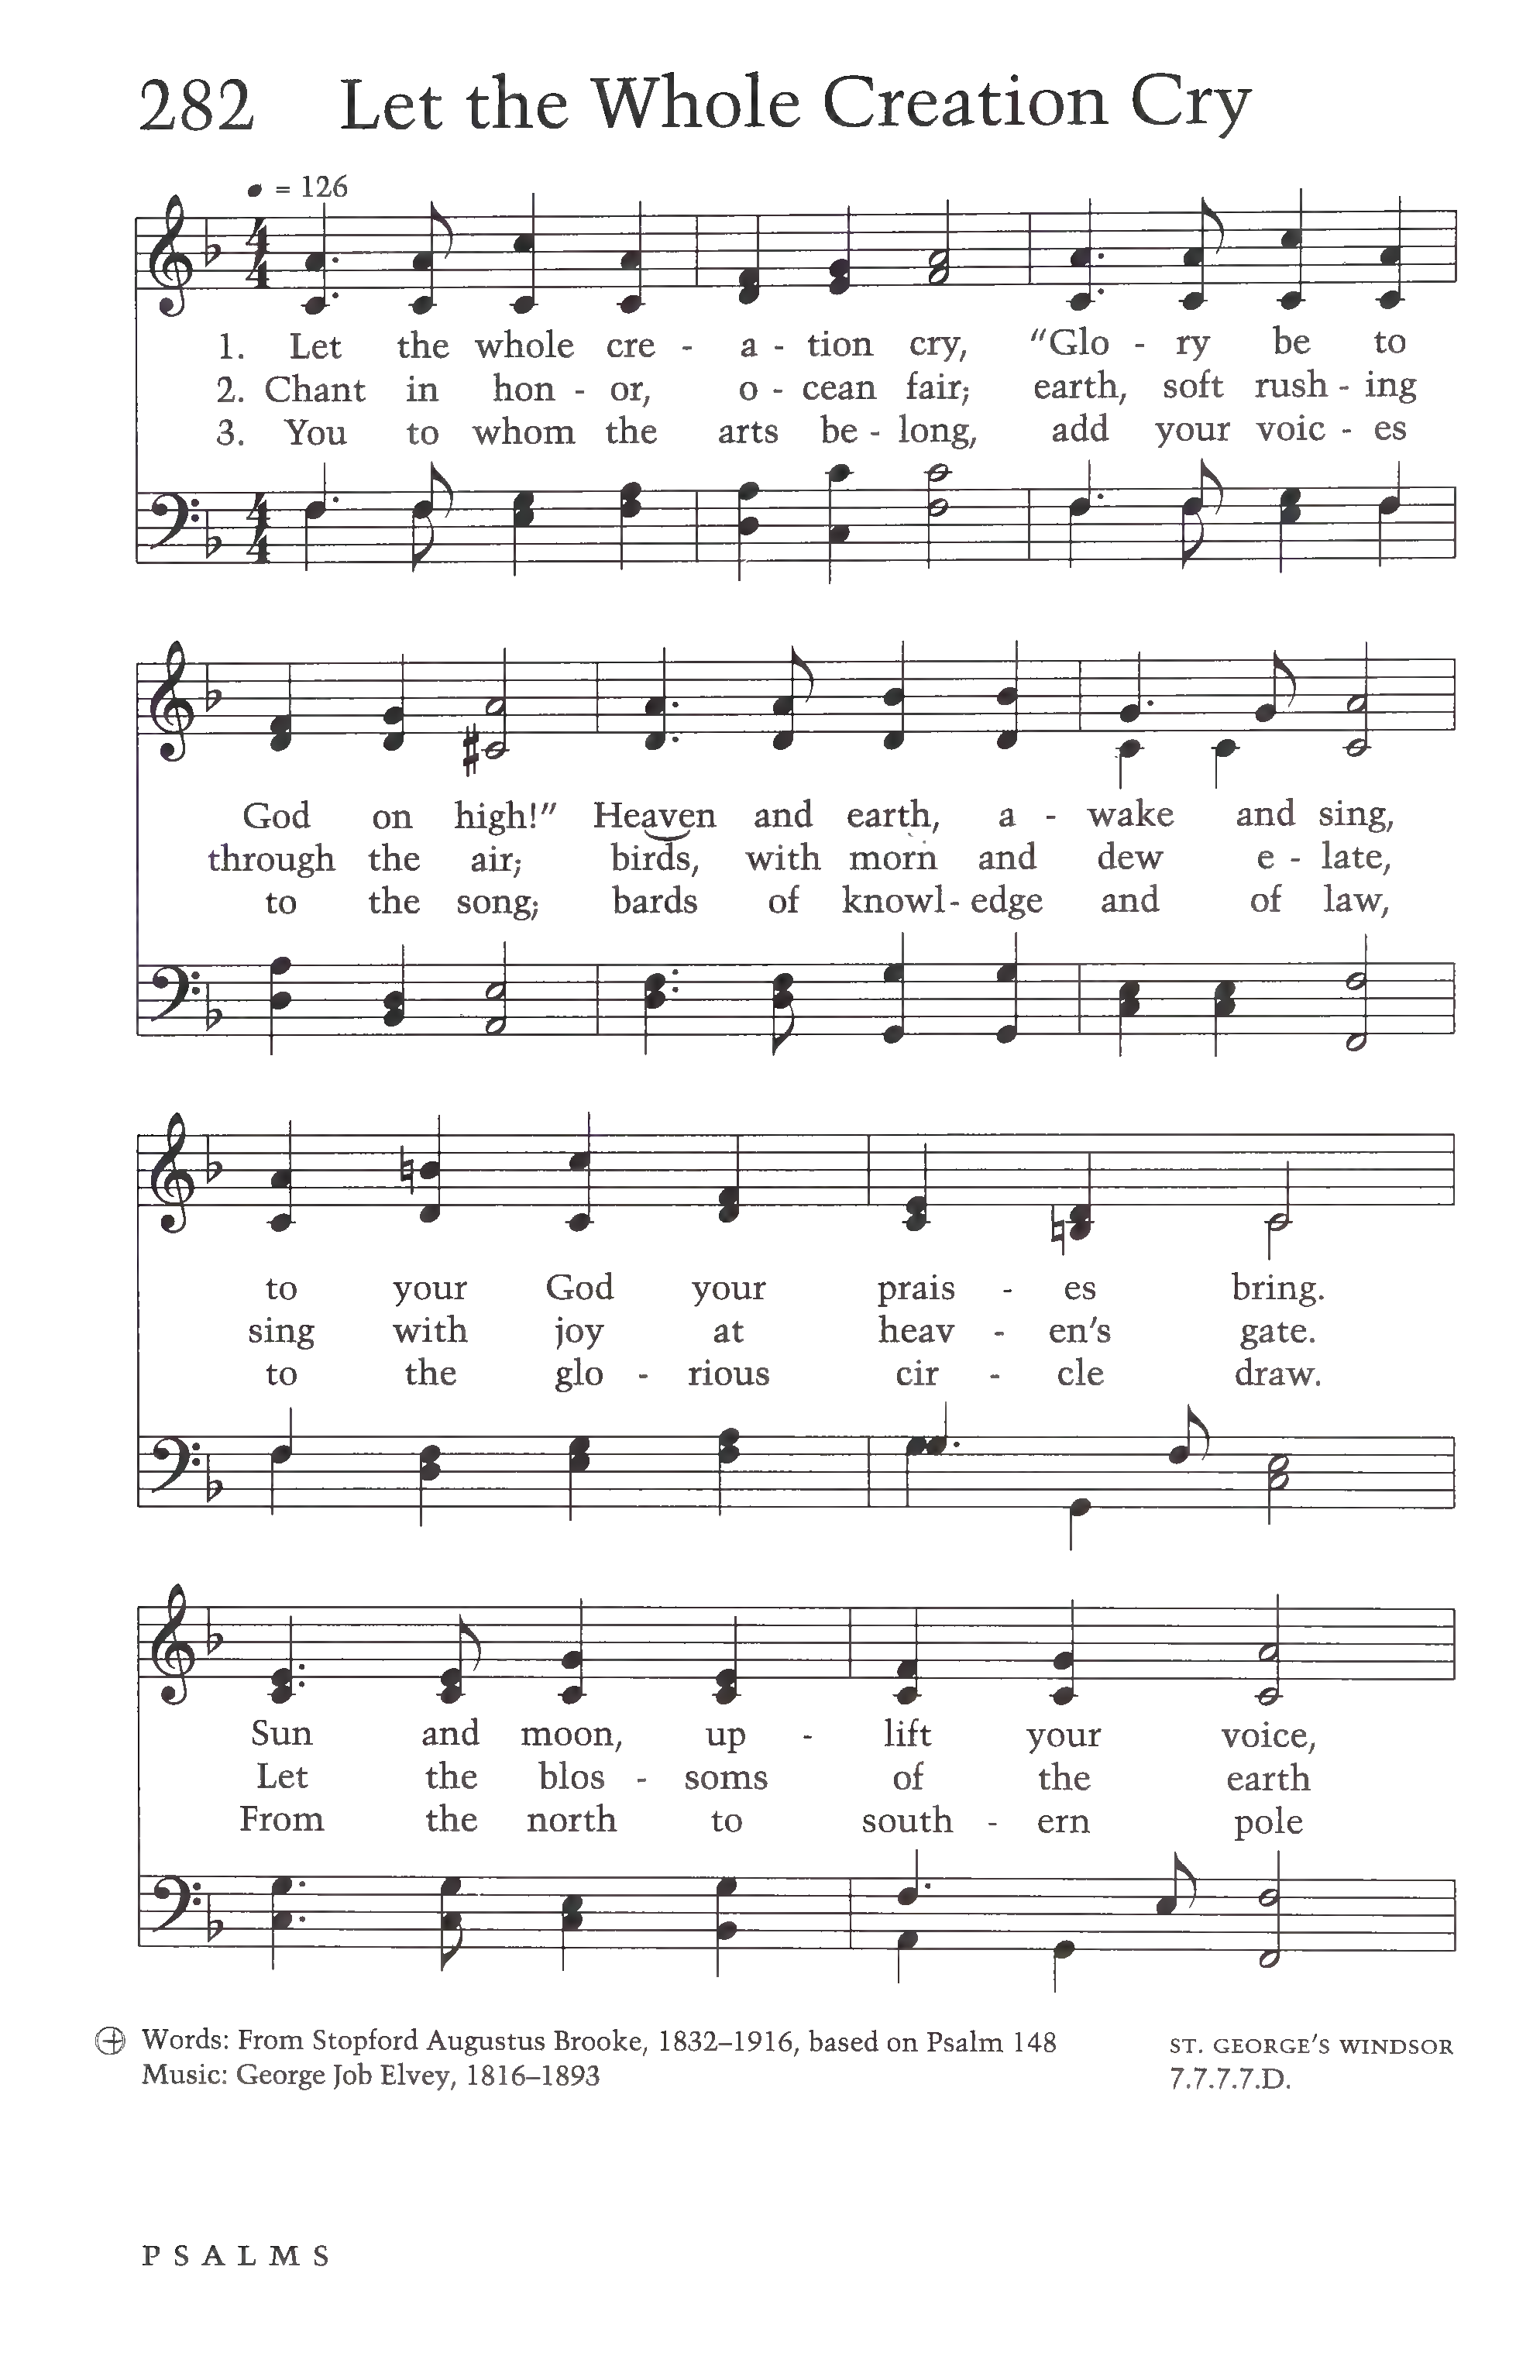 282 Let the Whole Creation Cry
= 126
1. Let the whole cre - a - tion cry, "Glo - ry be to
2. Chant in hon - or, o - cean fair; earth, soft rush - ing
3. You to whom the arts be - long, add your voic - es
God on high!" Heaven and earth, a - wake and sing,
through the air; birds, with morn and dew e - late,
to the song; bards of knowl - edge and of law,
to your God your prais - es bring.
sing with joy at heav - en's gate.
to the glo - rious cir - cle draw.
Sun and moon, up - lift your voice,
Let the blos - soms of the earth
From the north to south - ern pole
Words: From Stopford Augustus Brooke, 1832–1916, based on Psalm 148 ST. GEORGE'S WINDSOR
Music: George Job Elvey, 1816–1893 7.7.7.7.D.
PSALMS